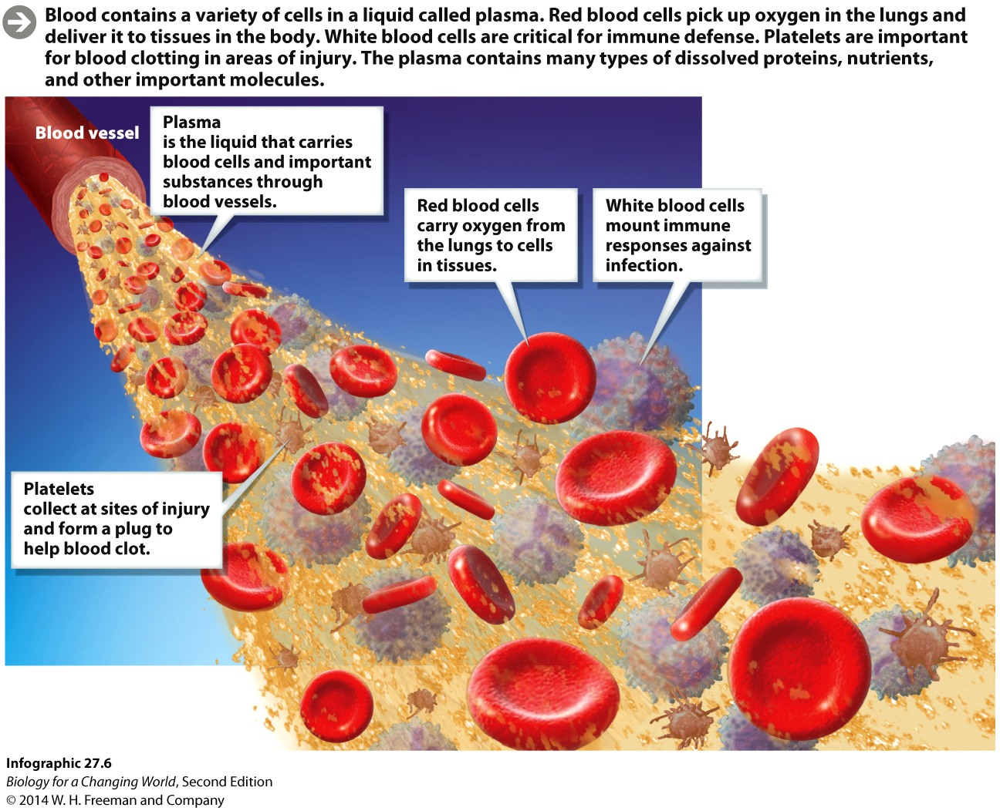 Blood contains a variety of cells in a liquid called plasma. Red blood cells pick up oxygen in the lungs and
deliver it to tissues in the body. White blood cells are critical for immune defense. Platelets are important
for blood clotting in areas of injury. The plasma contains many types of dissolved proteins, nutrients,
and other important molecules.
Blood vessel
Plasma
is the liquid that carries
blood cells and important
substances through
blood vessels.
Red blood cells
carry oxygen from
the lungs to cells
in tissues.
White blood cells
mount immune
responses against
infection.
Platelets
collect at sites of injury
and form a plug to
help blood clot.
Infographic 27.6
Biology for a Changing World, Second Edition
© 2014 W. H. Freeman and Company